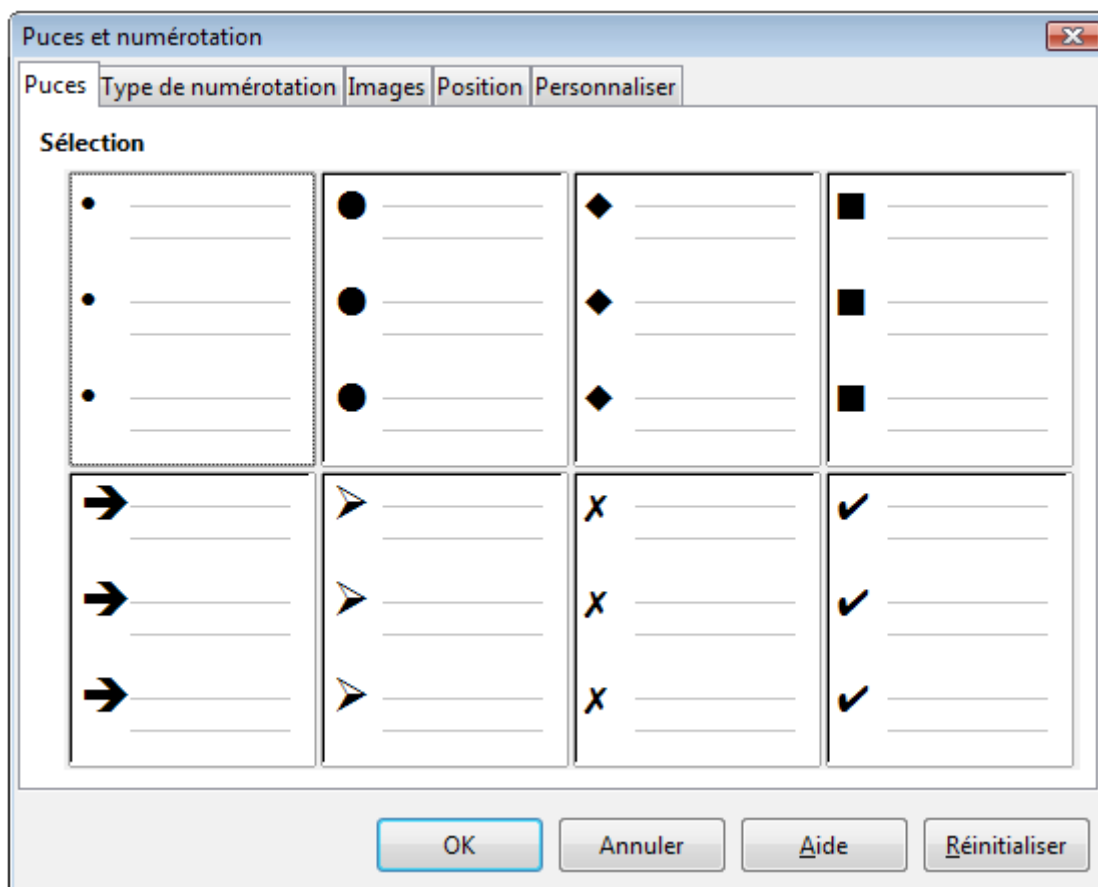 Puces et numérotation
Puces Type de numérotation Images Position Personnaliser
Sélection
OK Annuler Aide Réinitialiser